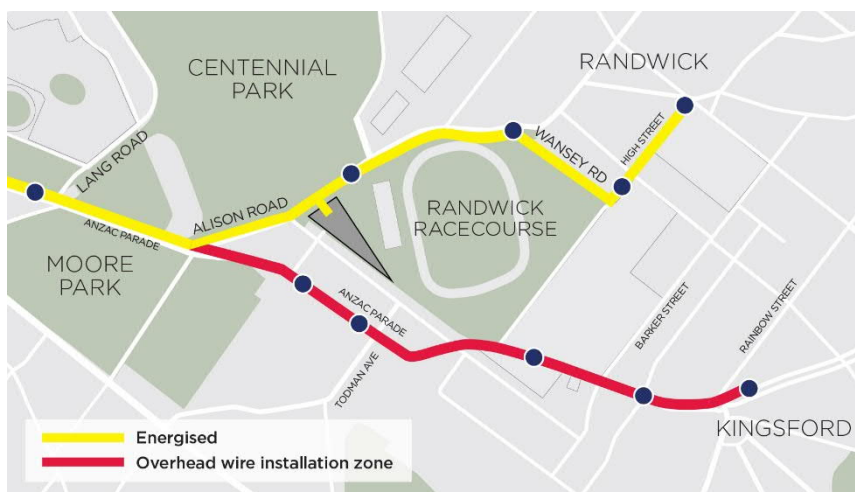 CENTENNIAL
PARK
RANDWICK
LANG ROAD
WANSEY RD
HIGH STREET
ALISON ROAD
ANZAC PARADE
RANDWICK
RACECOURSE
MOORE
PARK
ANZAC PARADE
BARKER STREET
RAINBOW STREET
TODMAN AVE
KINGSFORD
Energised
Overhead wire installation zone